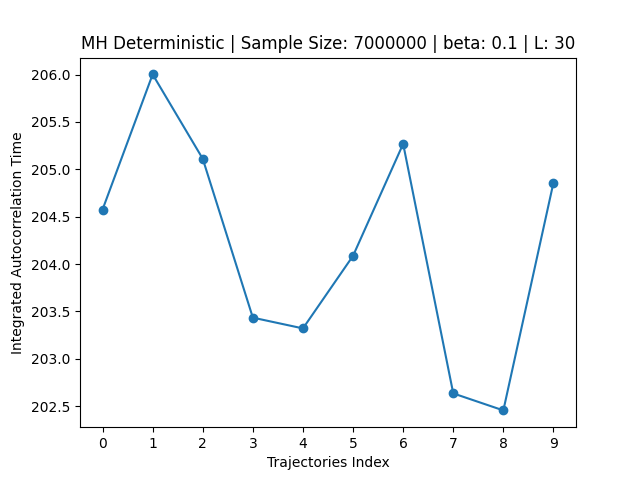 MH Deterministic | Sample Size: 7000000 | beta: 0.1 | L: 30
206.0
205.5
205.0
204.5
204.0
203.5
203.0
202.5
Integrated Autocorrelation Time
0 1 2 3 4 5 6 7 8 9
Trajectories Index